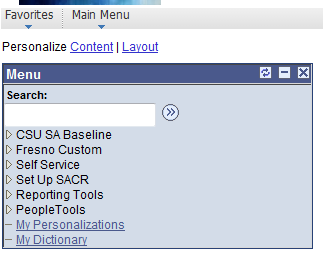 Favorites Main Menu
Personalize Content | Layout
Menu
Search:
CSU SA Baseline
Fresno Custom
Self Service
Set Up SACR
Reporting Tools
PeopleTools
My Personalizations
My Dictionary